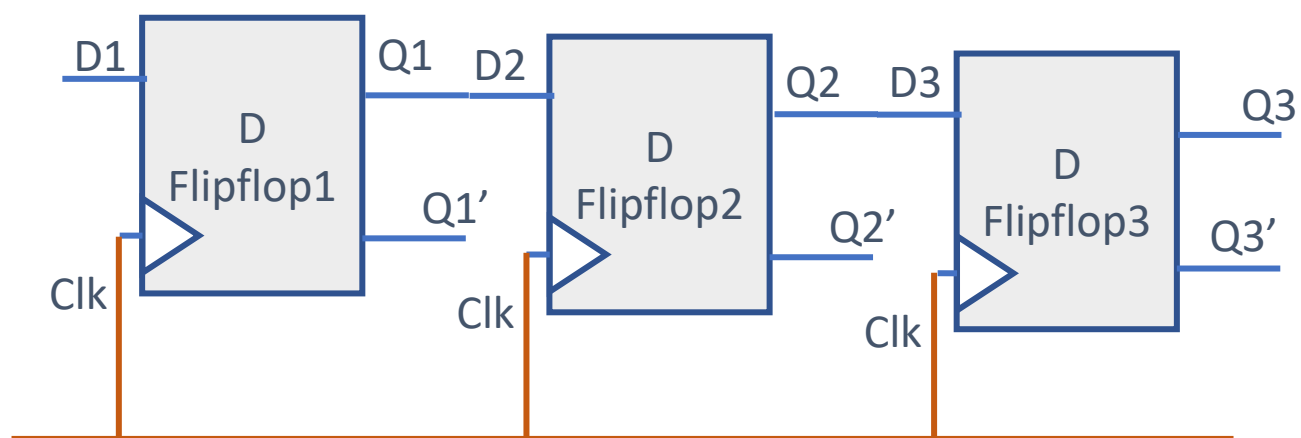 D1
Q1
D2
Q2
D3
Q3
D
Flipflop1
D
Flipflop2
D
Flipflop3
Q1’
Q2’
Q3’
Clk
Clk
Clk